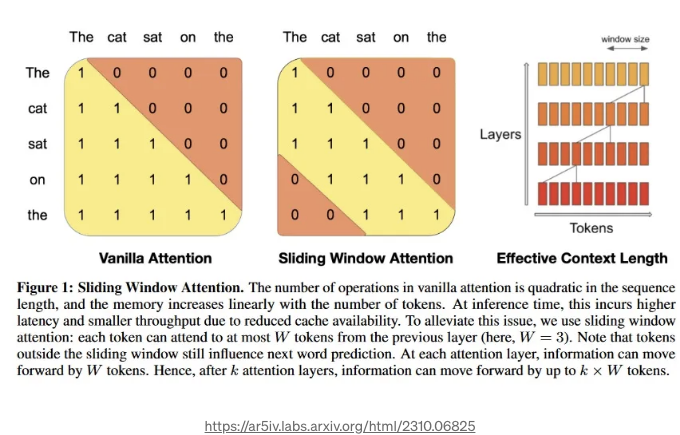 The cat sat on the
The 1 0 0 0 0
cat 1 1 0 0 0
sat 1 1 1 0 0
on 1 1 1 1 0
the 1 1 1 1 1
Vanilla Attention
The cat sat on the
1 0 0 0 0
1 1 0 0 0
1 1 1 0 0
0 1 1 1 0
0 0 1 1 1
Sliding Window Attention
window size
Layers
Tokens
Effective Context Length
Figure 1: Sliding Window Attention. The number of operations in vanilla attention is quadratic in the sequence
length, and the memory increases linearly with the number of tokens. At inference time, this incurs higher
latency and smaller throughput due to reduced cache availability. To alleviate this issue, we use sliding window
attention: each token can attend to at most W tokens from the previous layer (here, W = 3). Note that tokens
outside the sliding window still influence next word prediction. At each attention layer, information can move
forward by W tokens. Hence, after k attention layers, information can move forward by up to k × W tokens.
https://ar5iv.labs.arxiv.org/html/2310.06825